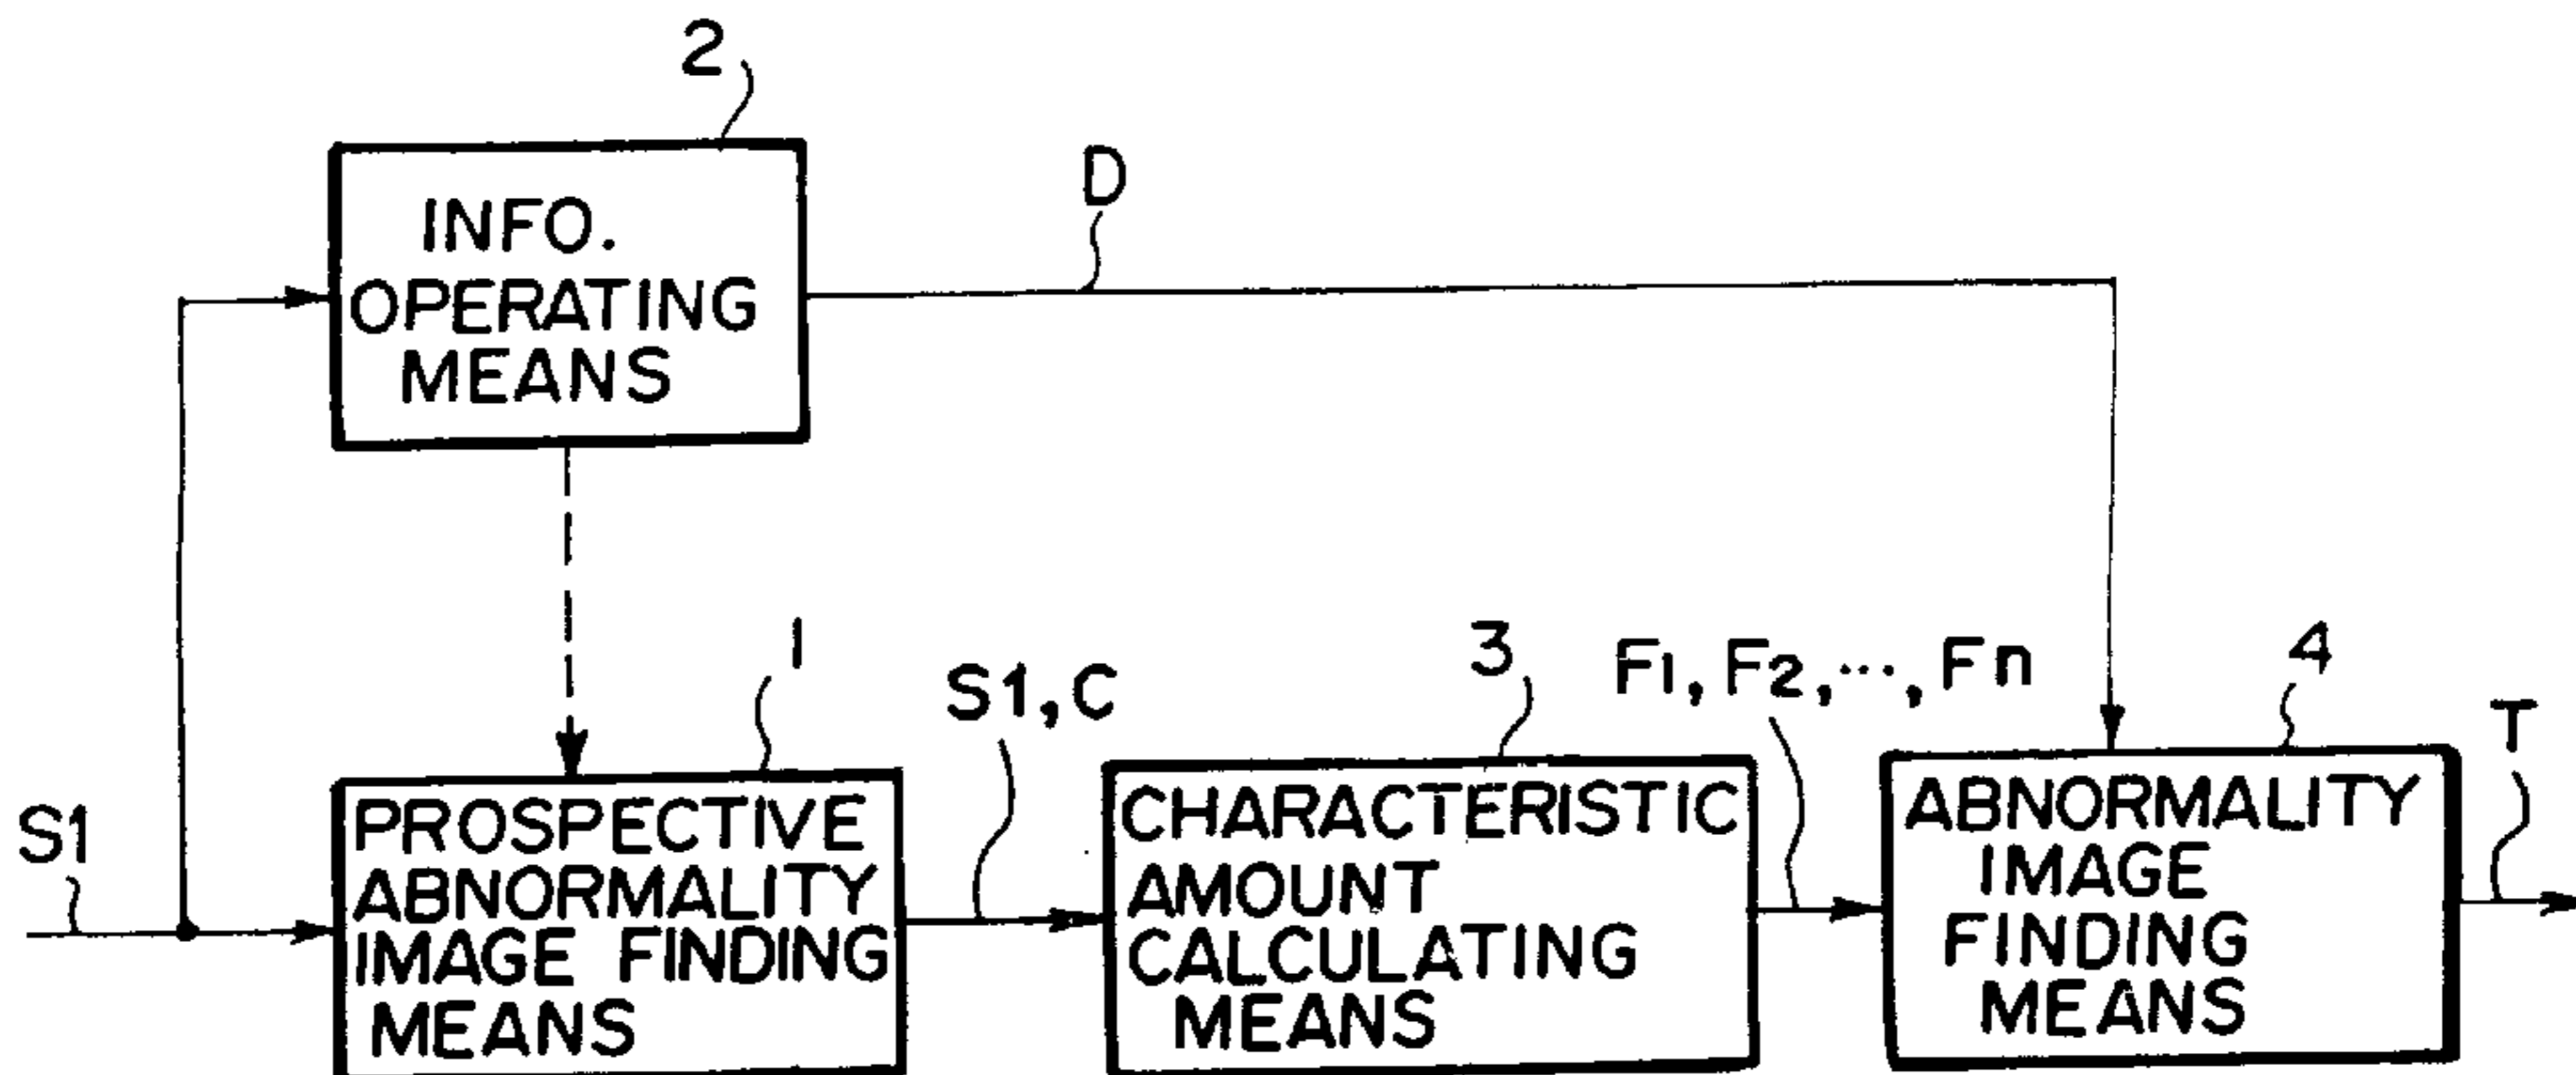 2
INFO.
OPERATING
MEANS
D
S1
1
PROSPECTIVE
ABNORMALITY
IMAGE FINDING
MEANS
S1, C
3
CHARACTERISTIC
AMOUNT
CALCULATING
MEANS
F1, F2, ..., Fn
4
ABNORMALITY
IMAGE
FINDING
MEANS
T